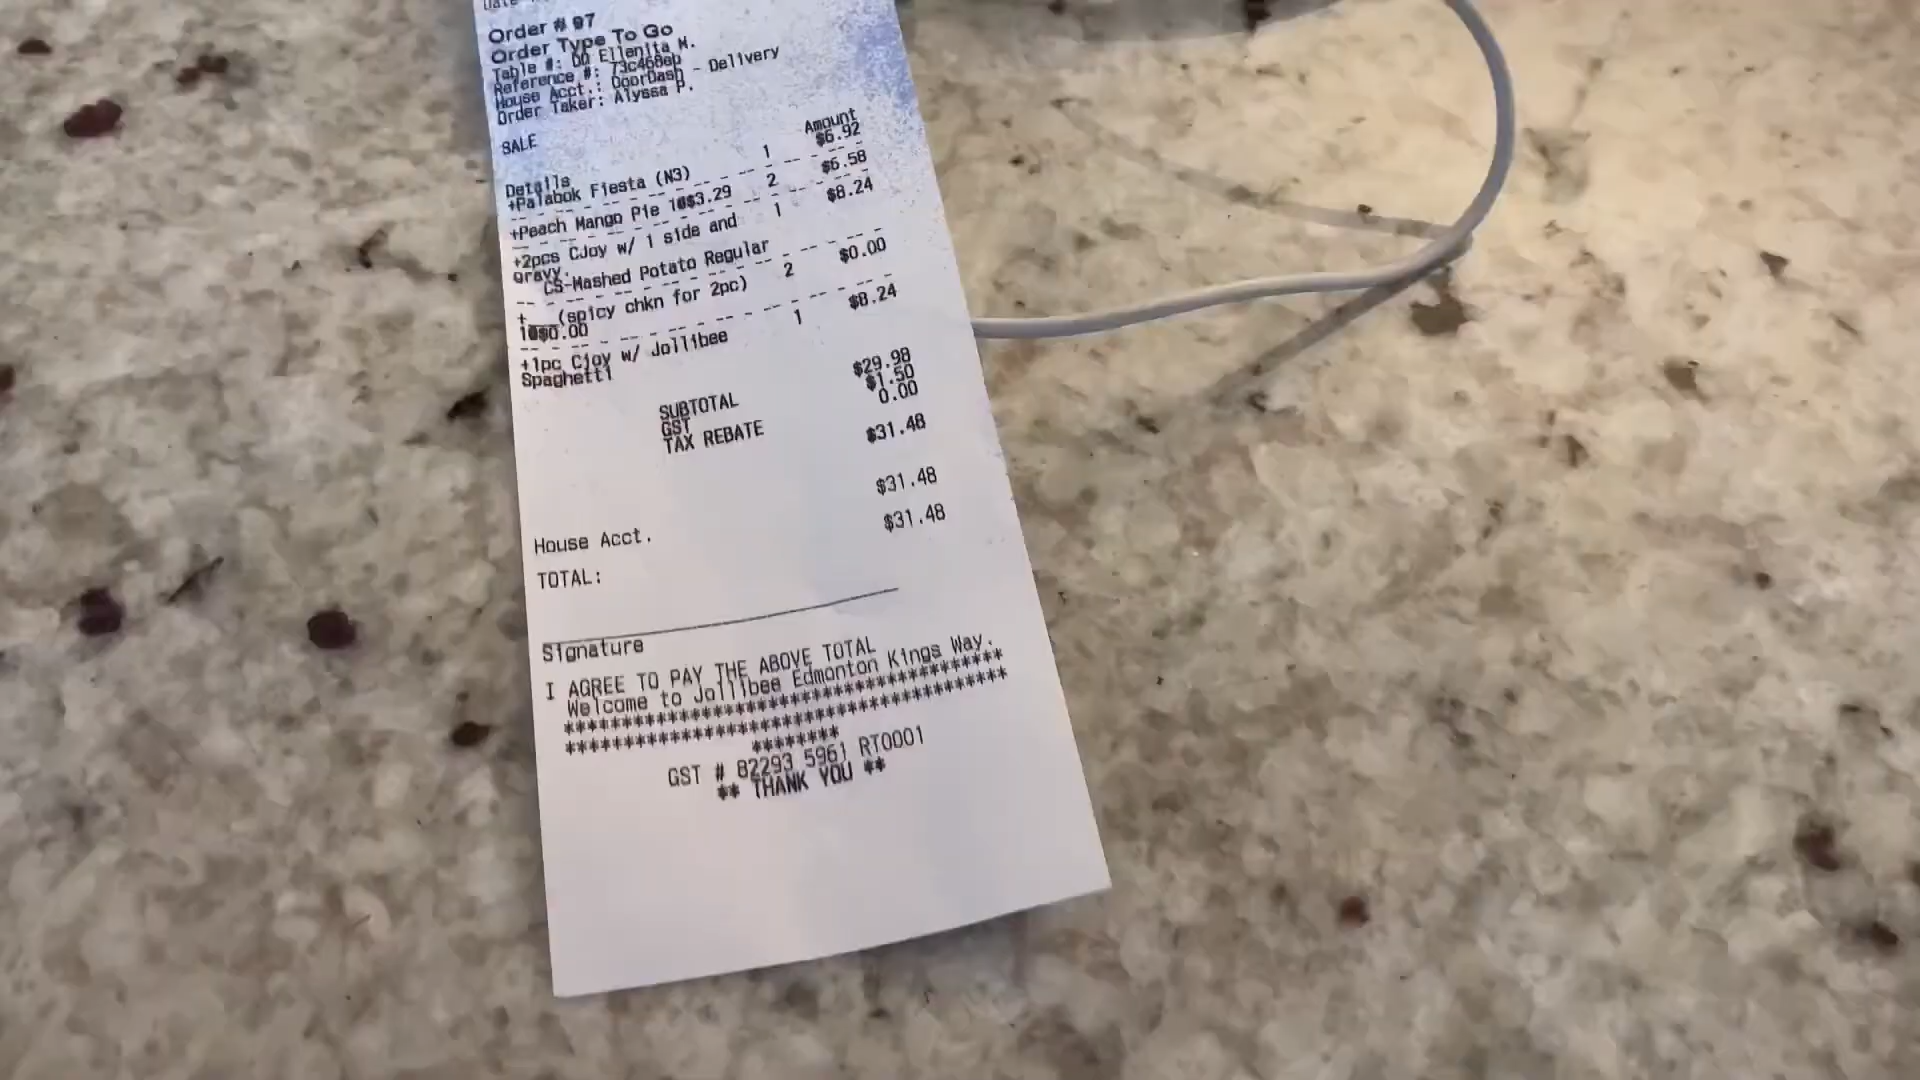 Order # 97
Order Type To Go
Table #: DD Ellenita N.
Reference #: 73c468eb
House Acct.: DoorDash - Delivery
Order Taker: Alyssa P.
SALE
Amount
Details
+Palabok Fiesta (N3) 1 $6.92
+Peach Mango Pie 1@$3.29 2 $6.58
+2pcs CJoy w/ 1 side and 1 $8.24
gravy.
CS-Mashed Potato Regular
+__(spicy chkn for 2pc) 2 $0.00
1@$0.00
+1pc Cjoy w/ Jollibee 1 $8.24
Spaghetti
SUBTOTAL $29.98
GST $1.50
TAX REBATE 0.00
$31.48
House Acct. $31.48
TOTAL: $31.48
Signature
I AGREE TO PAY THE ABOVE TOTAL
Welcome to Jollibee Edmonton Kings Way.
**************************************
**************************************
********
GST # 82293 5961 RT0001
** THANK YOU **